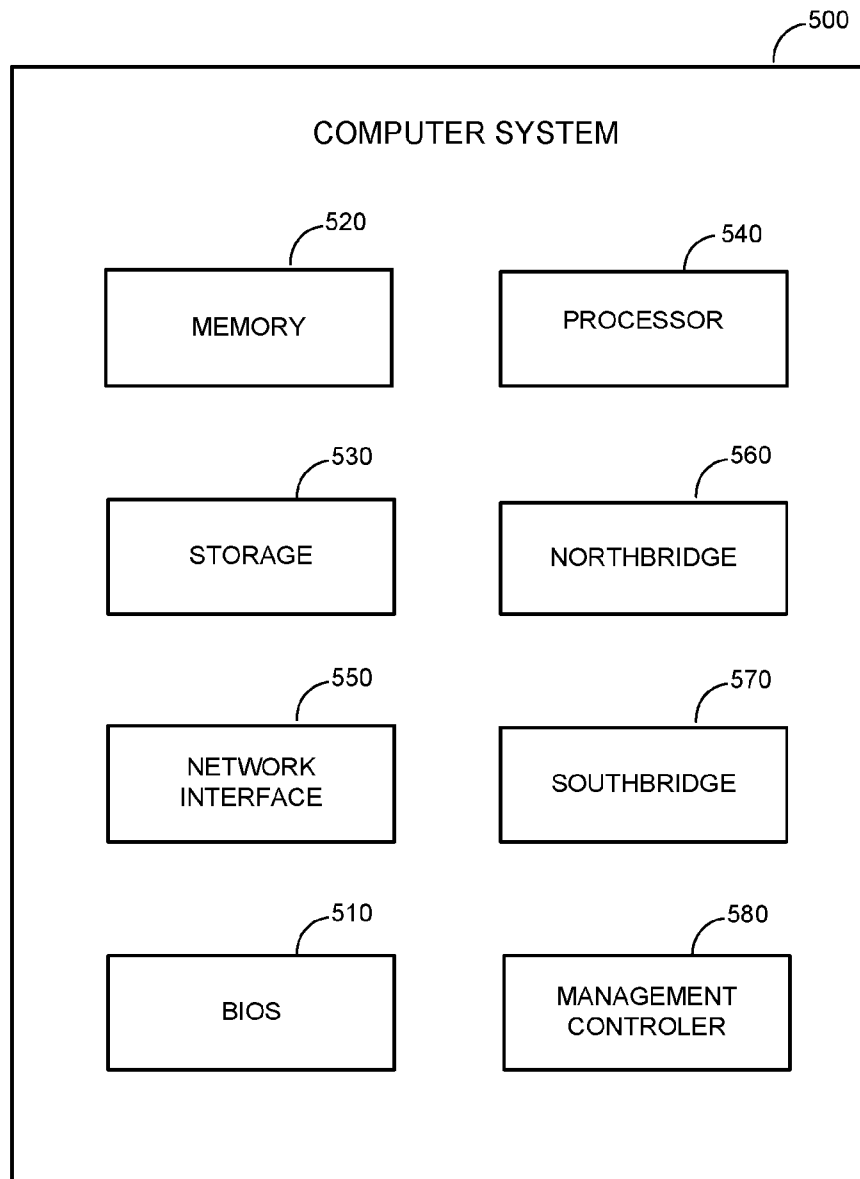 500
COMPUTER SYSTEM
520
540
MEMORY
PROCESSOR
530
560
STORAGE
NORTHBRIDGE
550
570
NETWORK
INTERFACE
SOUTHBRIDGE
510
580
BIOS
MANAGEMENT
CONTROLER